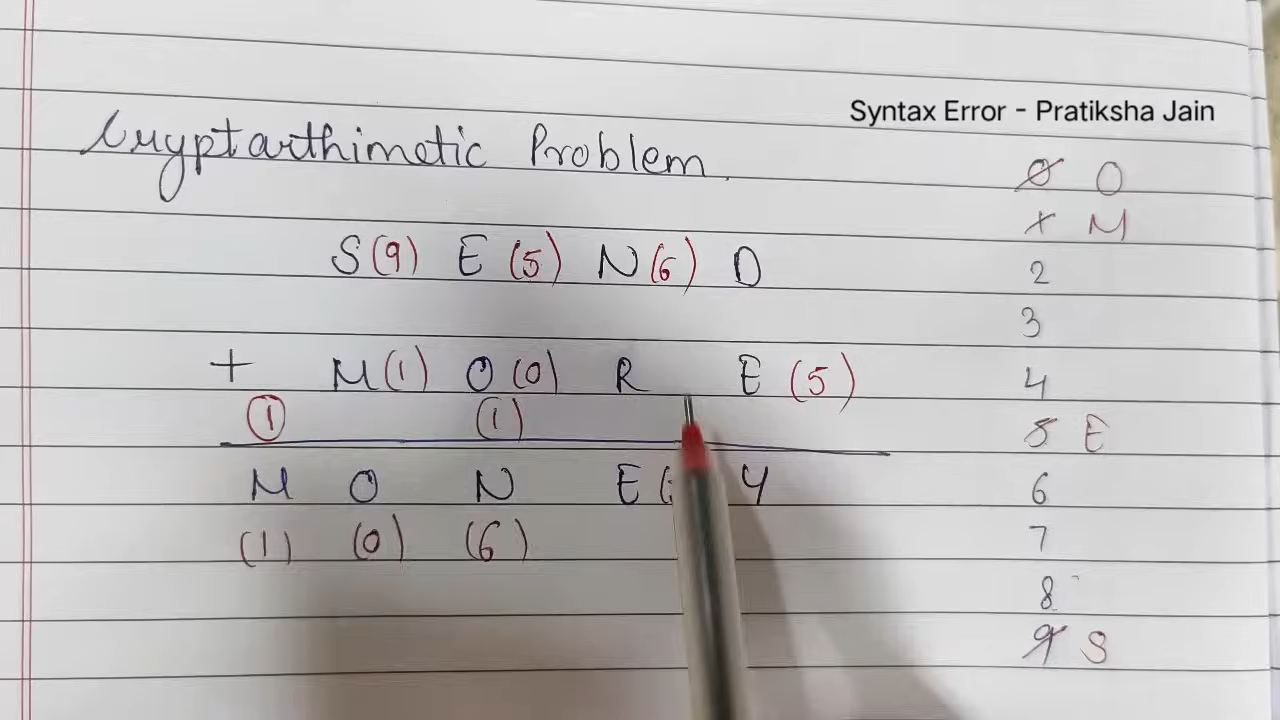 Syntax Error - Pratiksha Jain
Cryptarthimetic Problem.
0 O
1 M
S(9) E(5) N(6) D
2
3
+ M(1) O(0) R E(5)
4
(1) (1)
5 E
M O N E ( Y
6
(1) (0) (6)
7
8
9 S